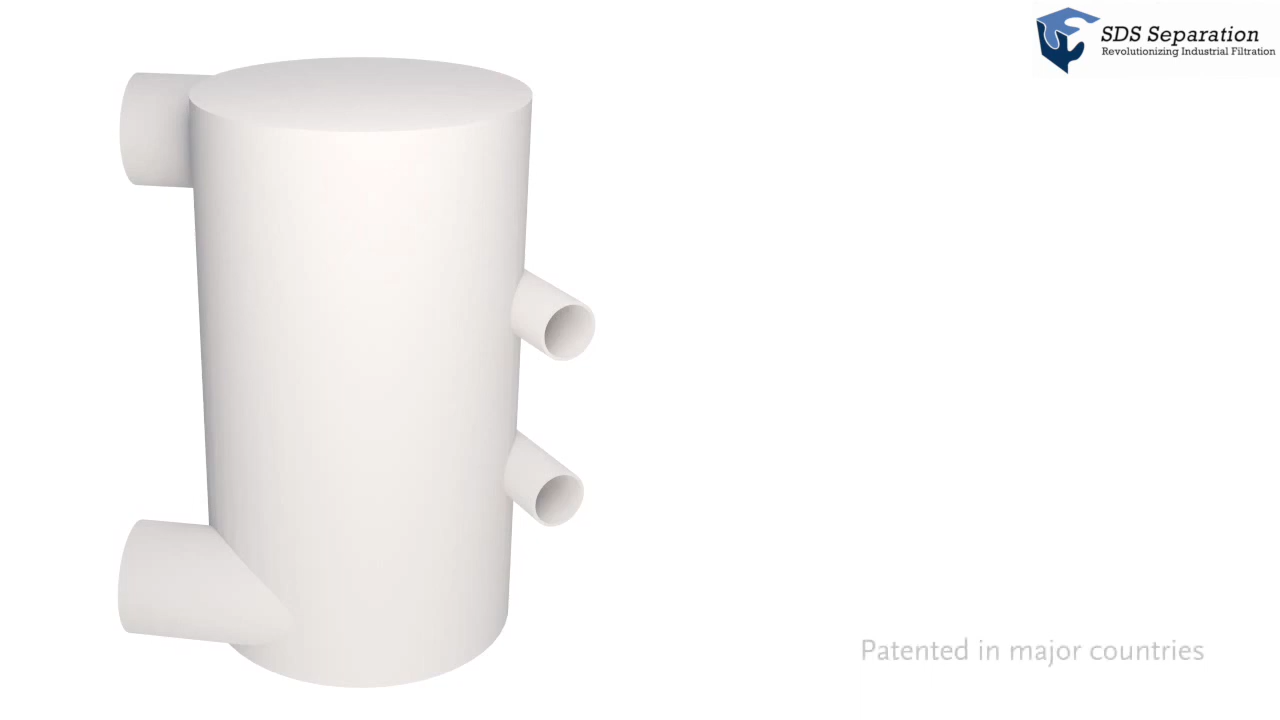 SDS Separation
Revolutionizing Industrial Filtration
Patented in major countries